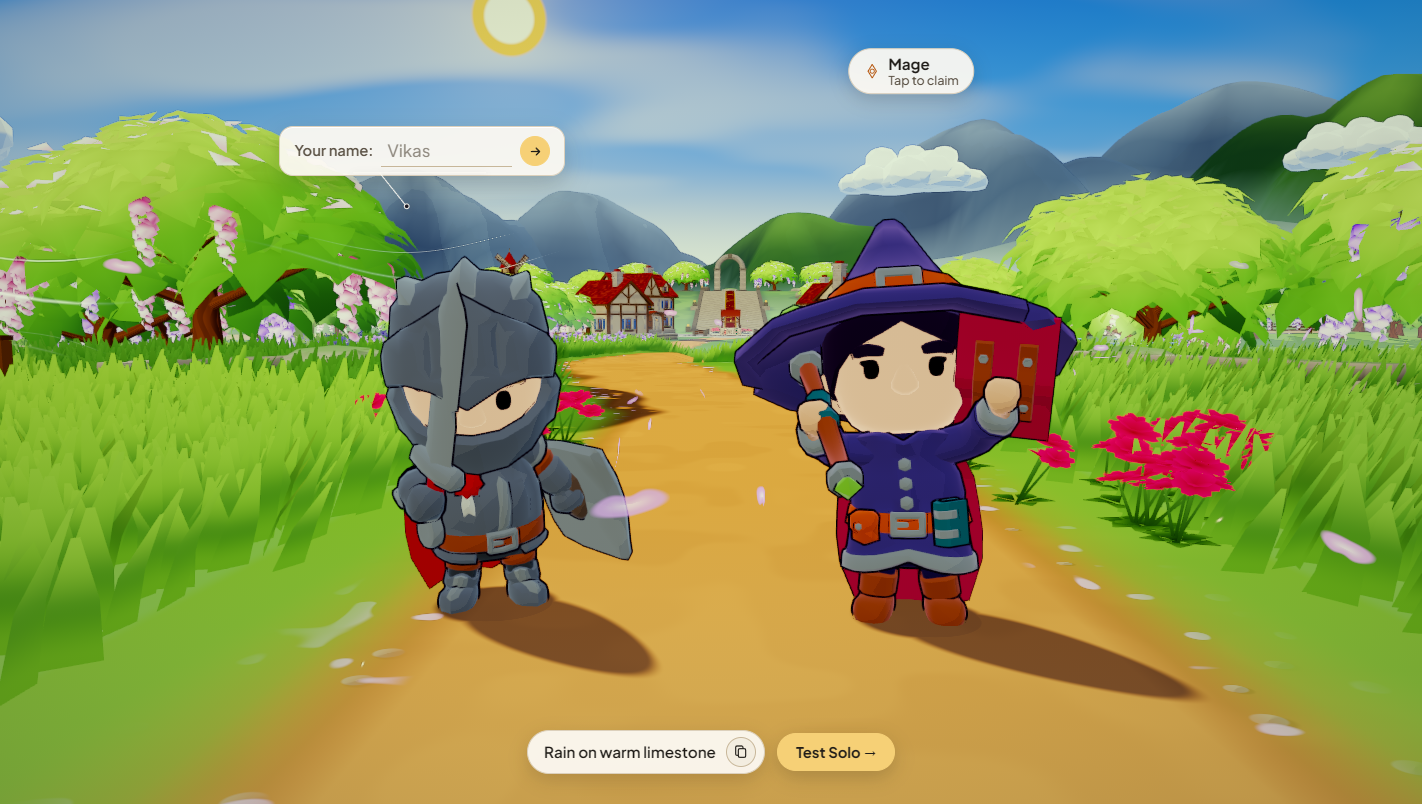 Mage
Tap to claim
Your name: Vikas
Rain on warm limestone
Test Solo →